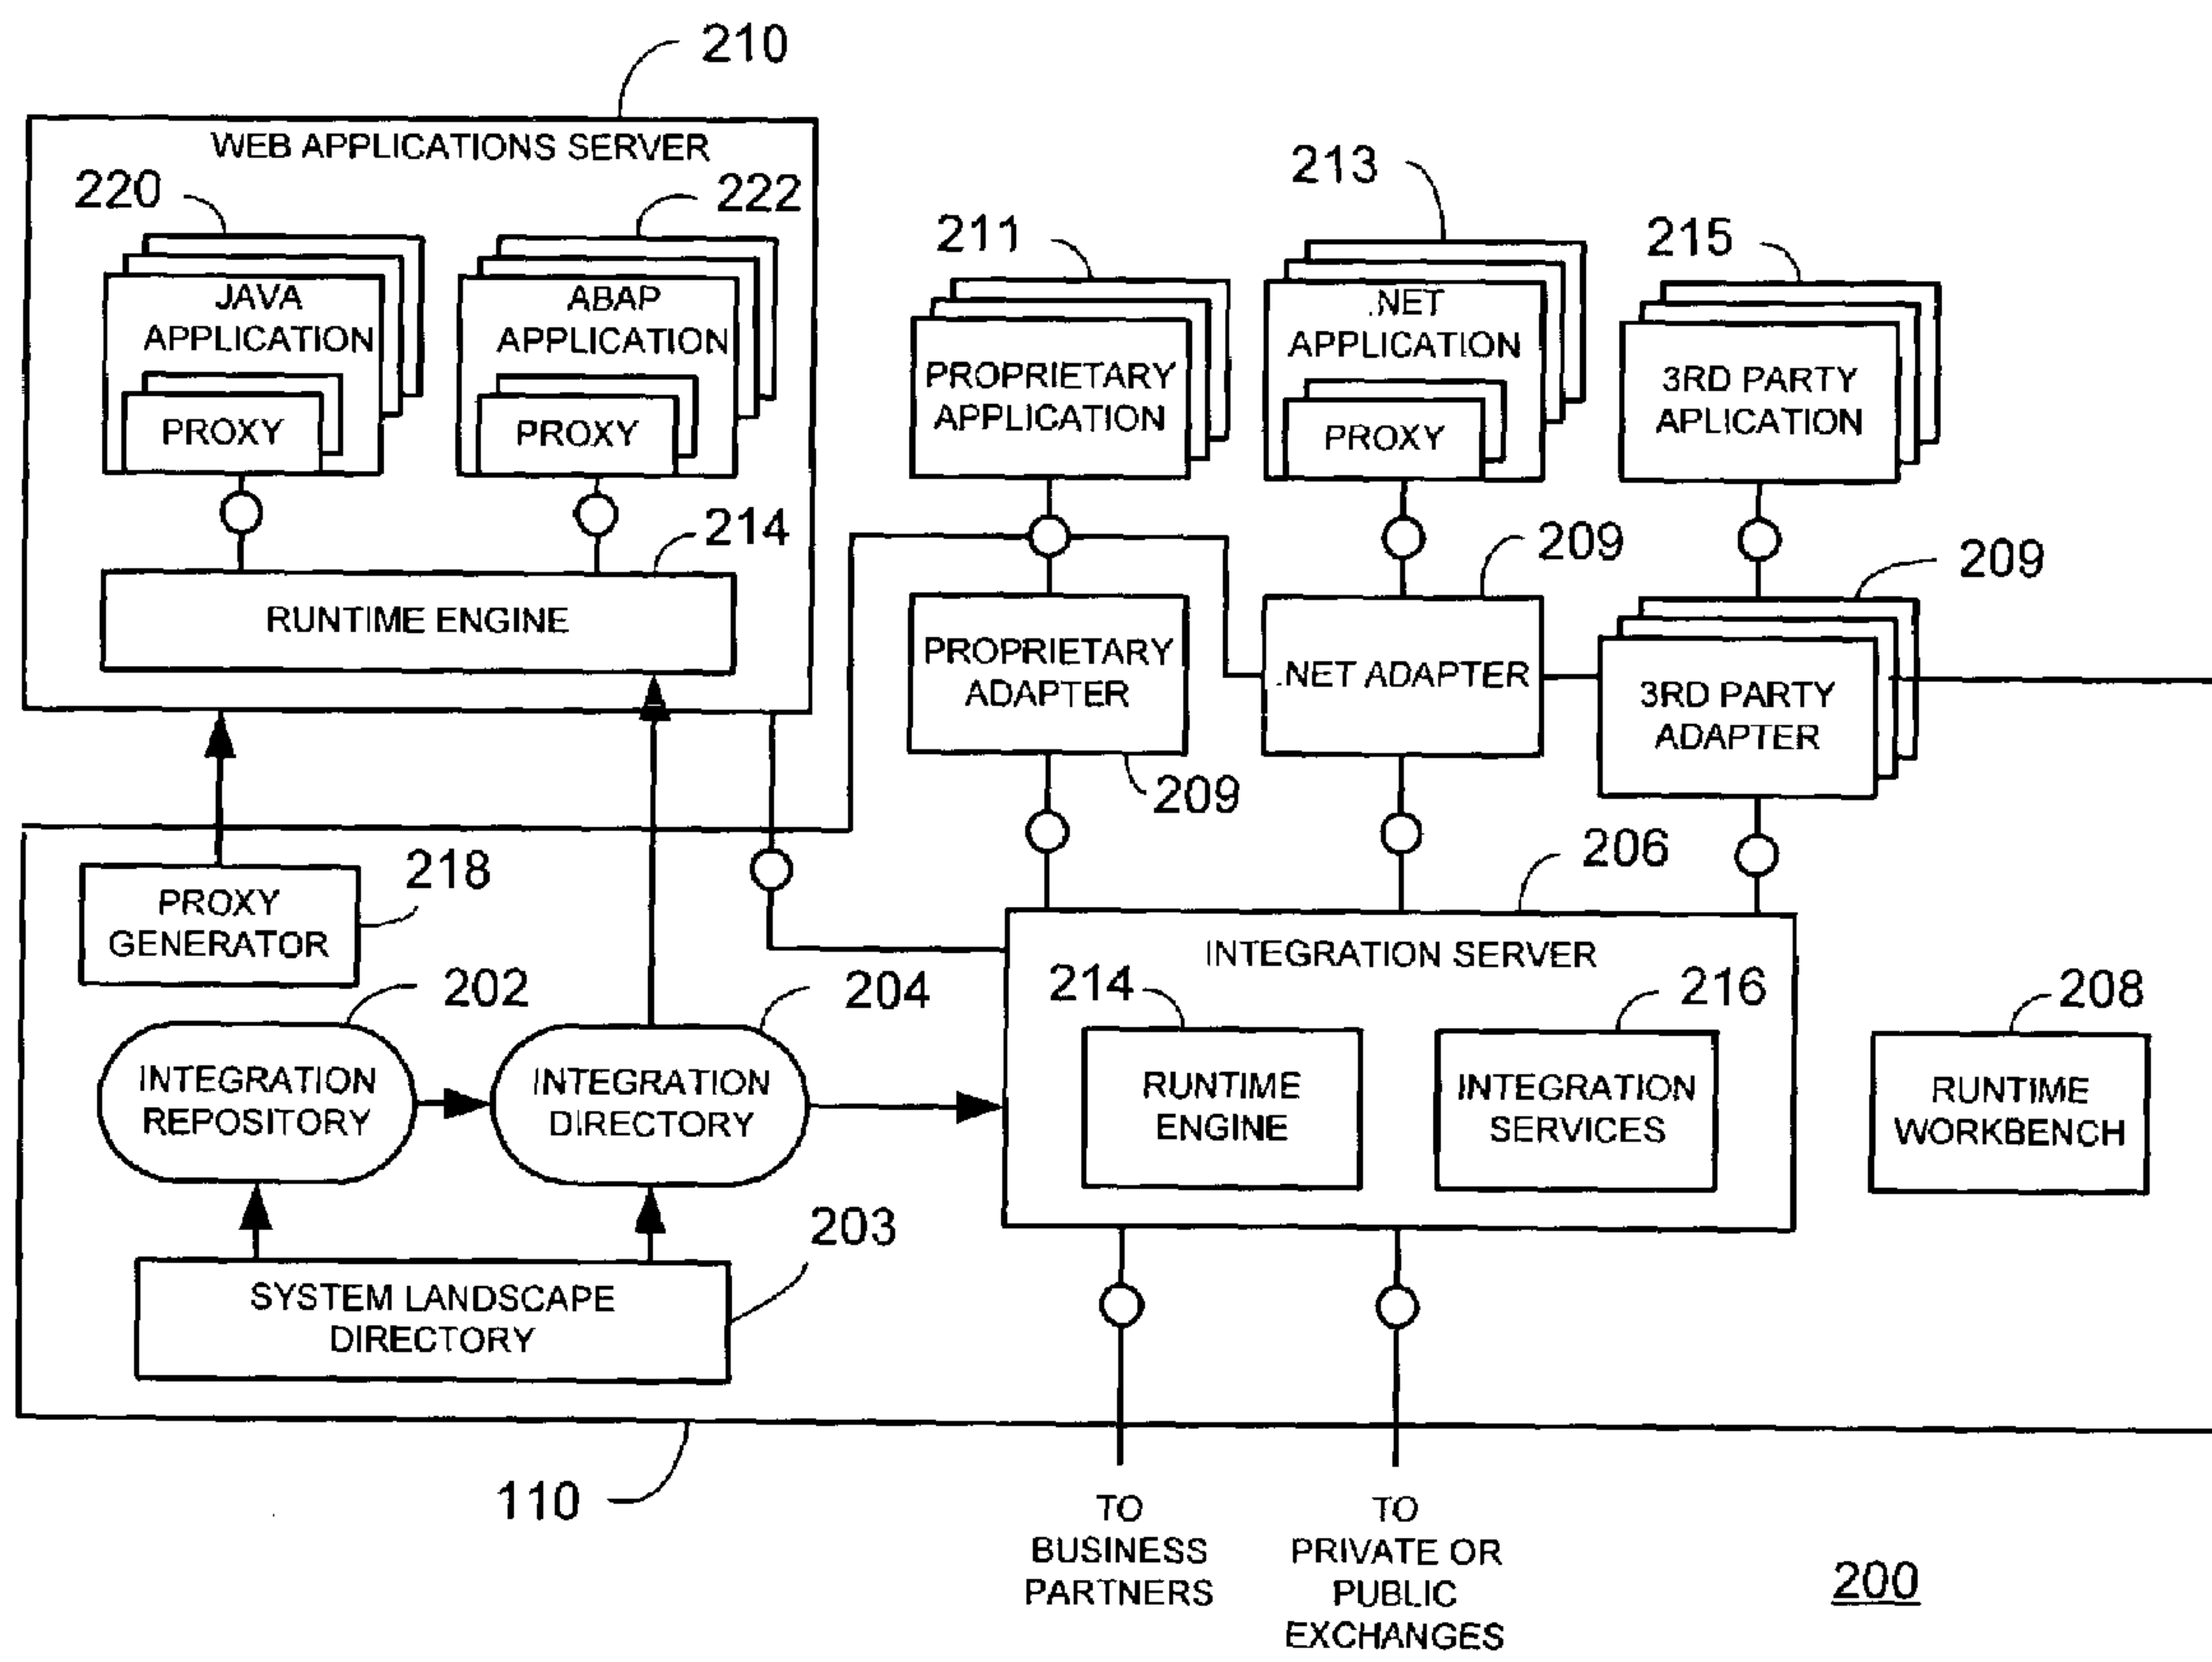 210
WEB APPLICATIONS SERVER
220
222
JAVA
APPLICATION
PROXY
ABAP
APPLICATION
PROXY
214
RUNTIME ENGINE
211
PROPRIETARY
APPLICATION
213
.NET
APPLICATION
PROXY
215
3RD PARTY
APLICATION
PROPRIETARY
ADAPTER
209
209
.NET ADAPTER
209
3RD PARTY
ADAPTER
218
PROXY
GENERATOR
202
INTEGRATION
REPOSITORY
204
INTEGRATION
DIRECTORY
203
SYSTEM LANDSCAPE
DIRECTORY
206
INTEGRATION SERVER
214
RUNTIME
ENGINE
216
INTEGRATION
SERVICES
208
RUNTIME
WORKBENCH
110
TO
BUSINESS
PARTNERS
TO
PRIVATE OR
PUBLIC
EXCHANGES
200